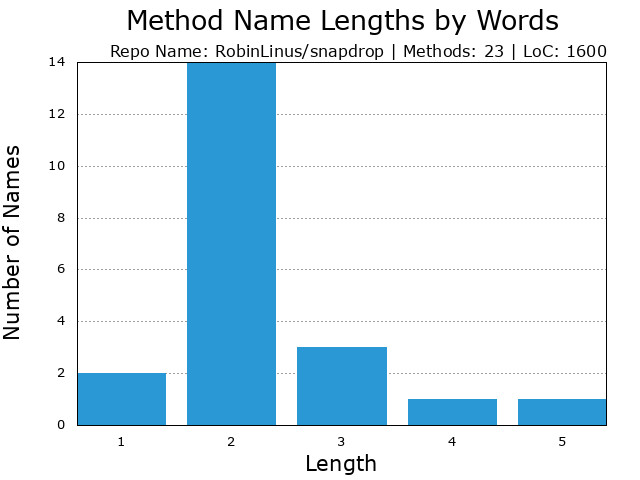 Method Name Lengths by Words
Repo Name: RobinLinus/snapdrop | Methods: 23 | LoC: 1600
Number of Names
14
12
10
8
6
4
2
0
1 2 3 4 5
Length